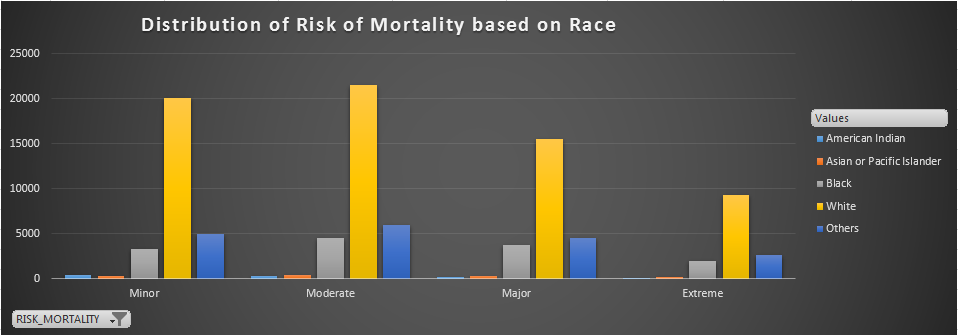 Distribution of Risk of Mortality based on Race
25000
20000
15000
10000
5000
0
Minor
Moderate
Major
Extreme
Values
American Indian
Asian or Pacific Islander
Black
White
Others
RISK_MORTALITY